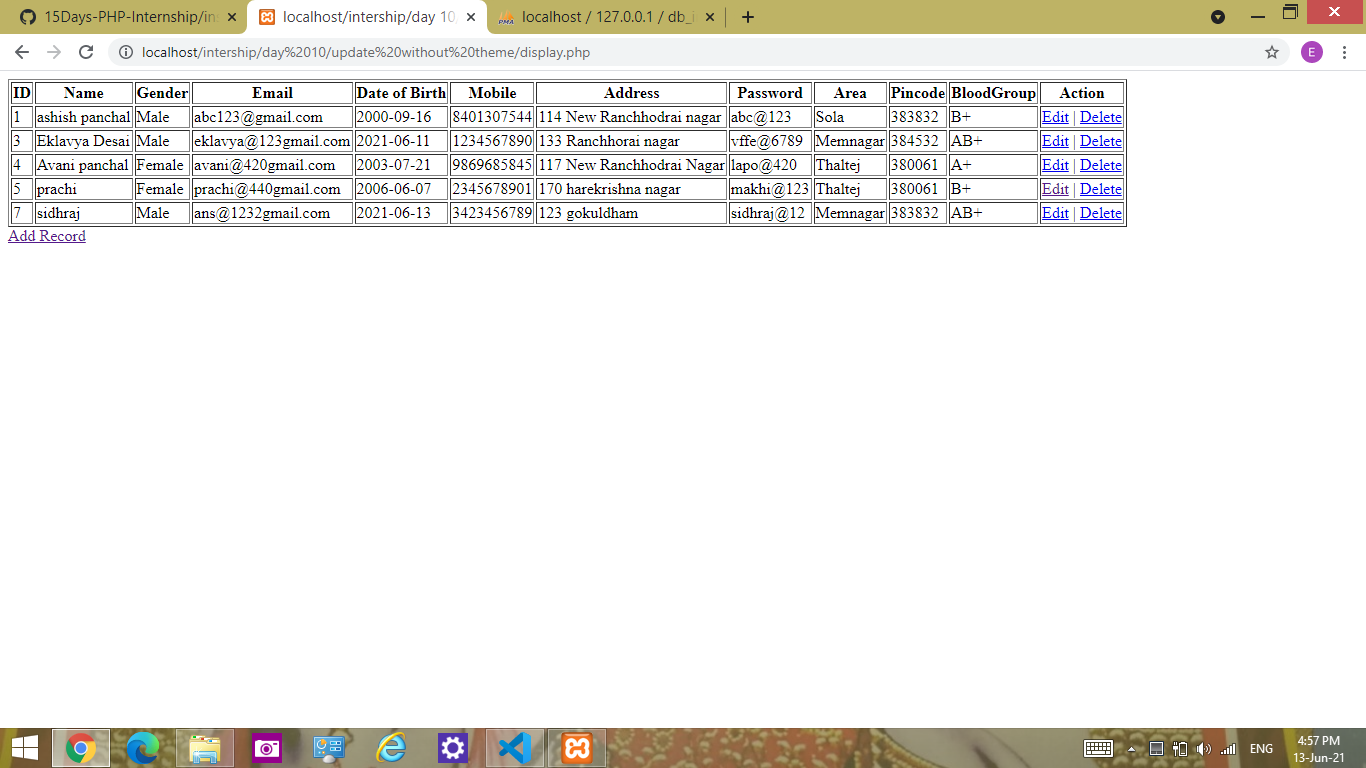 15Days-PHP-Internship/in
localhost/intership/day 10
localhost / 127.0.0.1 / db_i
localhost/intership/day%2010/update%20without%20theme/display.php
E
ID Name Gender Email Date of Birth Mobile Address Password Area Pincode BloodGroup Action
1 ashish panchal Male abc123@gmail.com 2000-09-16 8401307544 114 New Ranchhodrai nagar abc@123 Sola 383832 B+ Edit | Delete
3 Eklavya Desai Male eklavya@123gmail.com 2021-06-11 1234567890 133 Ranchhorai nagar vffe@6789 Memnagar 384532 AB+ Edit | Delete
4 Avani panchal Female avani@420gmail.com 2003-07-21 9869685845 117 New Ranchhodrai Nagar lapo@420 Thaltej 380061 A+ Edit | Delete
5 prachi Female prachi@440gmail.com 2006-06-07 2345678901 170 harekrishna nagar makhi@123 Thaltej 380061 B+ Edit | Delete
7 sidhraj Male ans@1232gmail.com 2021-06-13 3423456789 123 gokuldham sidhraj@12 Memnagar 383832 AB+ Edit | Delete
Add Record
ENG
4:57 PM
13-Jun-21